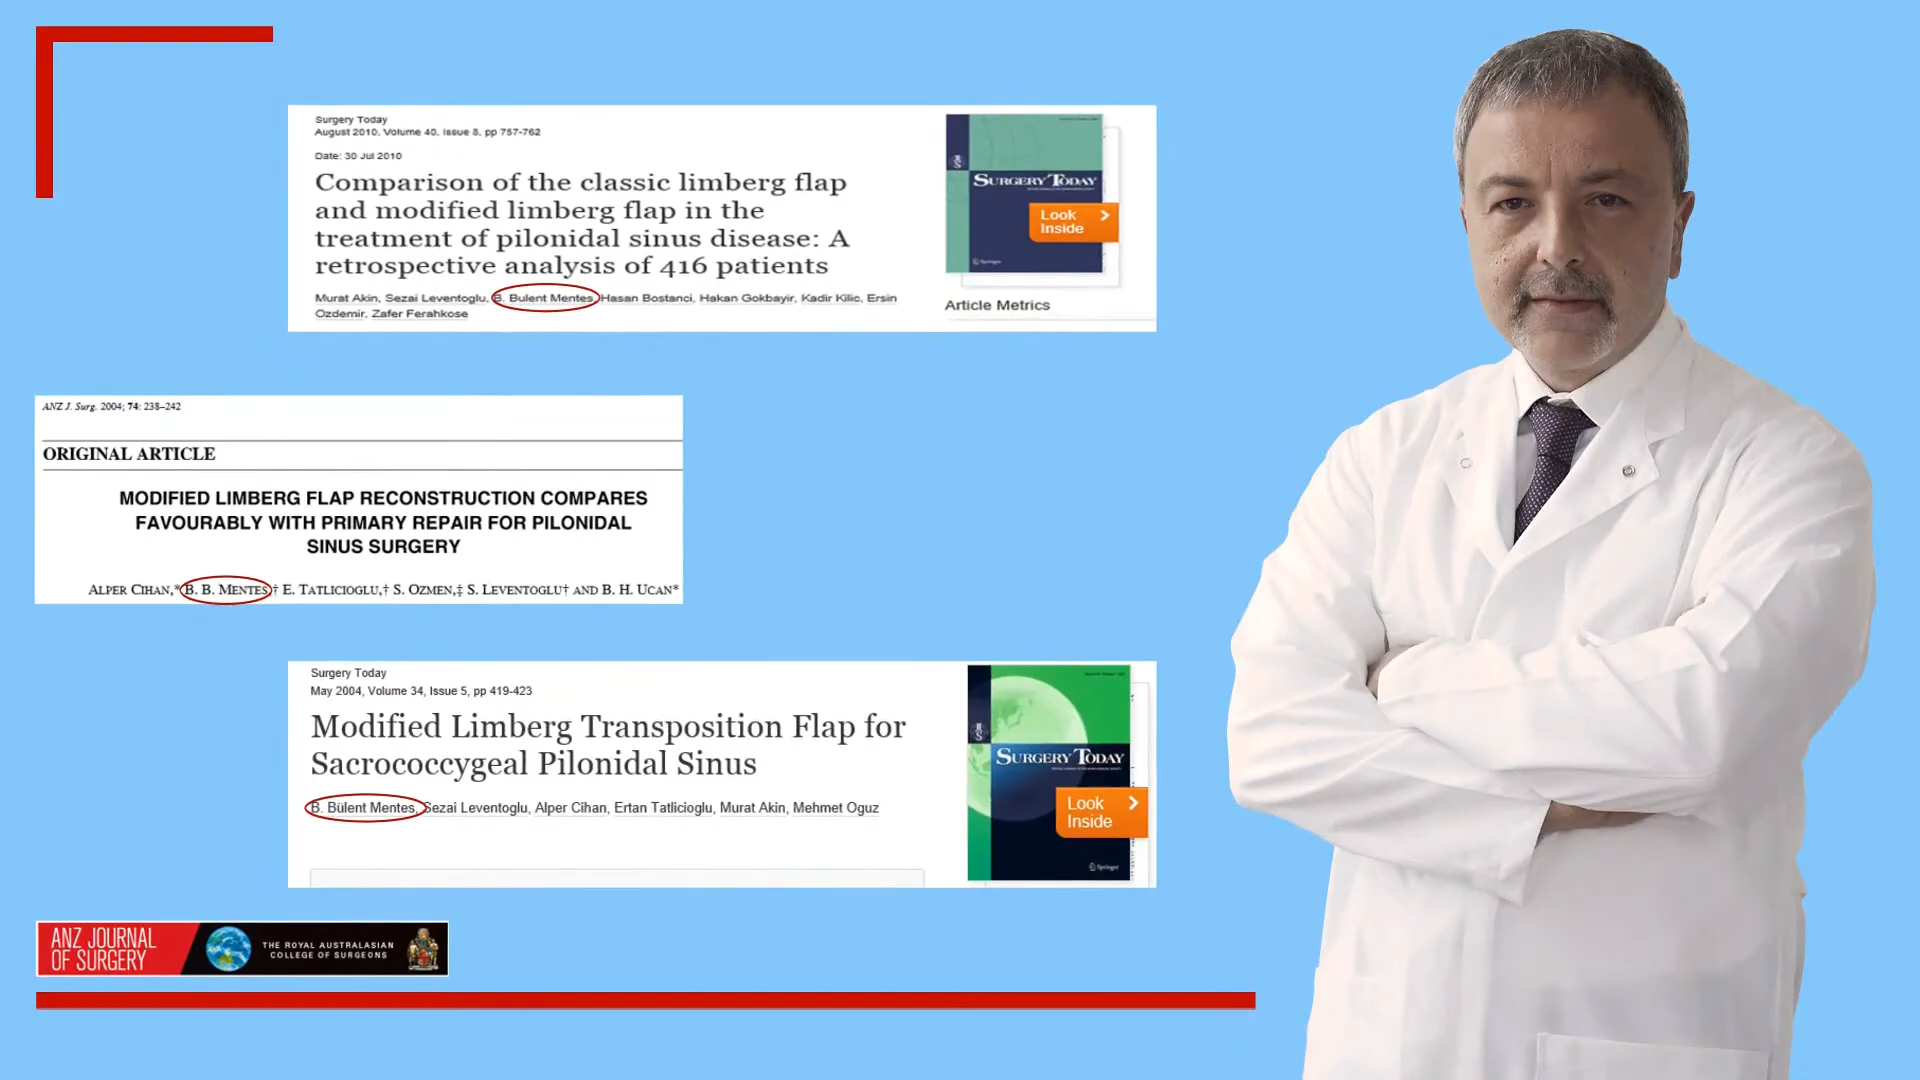 Surgery Today
August 2010, Volume 40, Issue 8, pp 757-762
Date: 30 Jul 2010
Comparison of the classic limberg flap
and modified limberg flap in the
treatment of pilonidal sinus disease: A
retrospective analysis of 416 patients
Murat Akin, Sezai Leventoglu, B. Bulent Mentes, Hasan Bostanci, Hakan Gokbayir, Kadir Kilic, Ersin
Ozdemir, Zafer Ferahkose
SURGERY TODAY
Look
Inside
Springer
Article Metrics
ANZ J. Surg. 2004; 74: 238–242
ORIGINAL ARTICLE
MODIFIED LIMBERG FLAP RECONSTRUCTION COMPARES
FAVOURABLY WITH PRIMARY REPAIR FOR PILONIDAL
SINUS SURGERY
ALPER CIHAN,* B. B. MENTES,† E. TATLICIOGLU,† S. OZMEN,‡ S. LEVENTOGLU† AND B. H. UCAN*
Surgery Today
May 2004, Volume 34, Issue 5, pp 419-423
Modified Limberg Transposition Flap for
Sacrococcygeal Pilonidal Sinus
B. Bülent Mentes, Sezai Leventoglu, Alper Cihan, Ertan Tatlicioglu, Murat Akin, Mehmet Oguz
SURGERY TODAY
Look
Inside
Springer
ANZ JOURNAL
OF SURGERY
THE ROYAL AUSTRALASIAN
COLLEGE OF SURGEONS